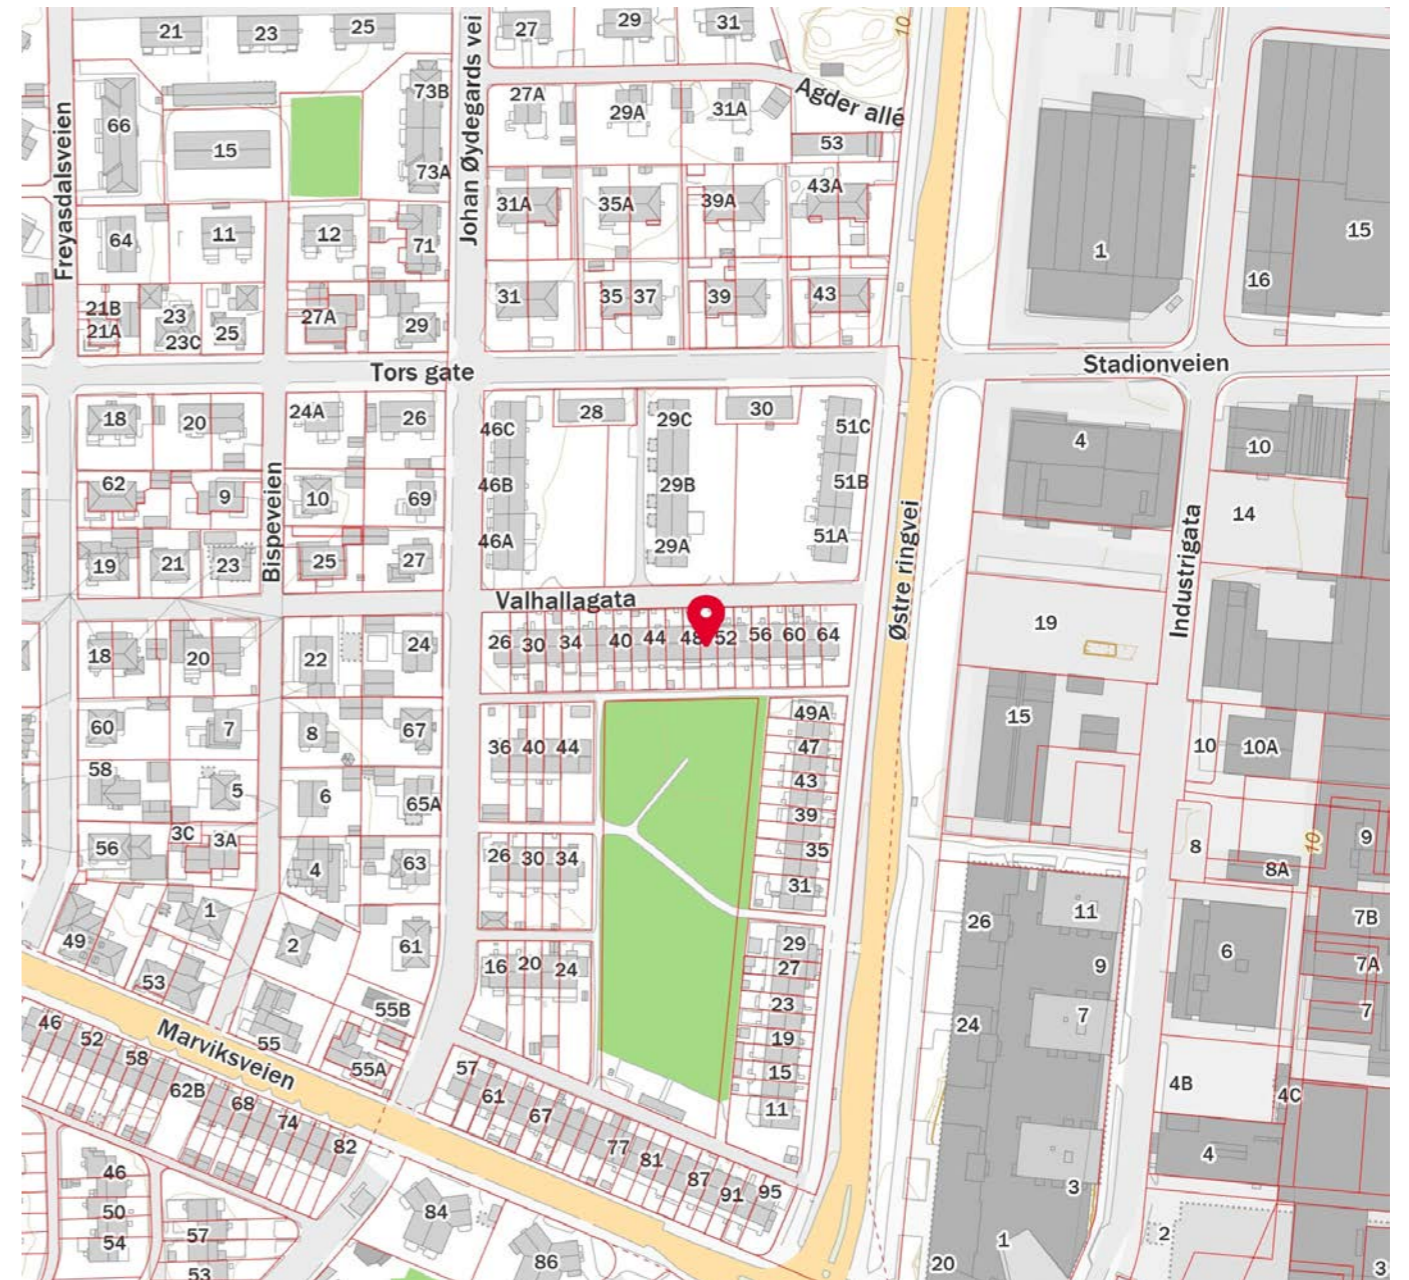 21
23
25
27
29
31
10
Freyasdalsveien
Johan Øydegards vei
Agder allé
66
15
73B
73A
27A
29A
31A
53
31A
35A
39A
43A
64
11
12
71
31
35
37
39
43
1
15
16
21B
21A
23
23C
25
27A
29
Tors gate
Stadionveien
18
20
24A
26
46C
28
29C
30
51C
4
10
62
9
10
69
46B
29B
51B
14
Bispeveien
19
21
23
25
27
46A
29A
51A
Østre ringvei
Industrigata
Valhallagata
19
18
20
22
24
26
30
34
40
44
48
52
56
60
64
60
7
8
67
36
40
44
49A
47
43
39
35
31
15
10
10A
58
5
6
65A
56
3C
3A
4
63
26
30
34
8
8A
10
9
1
49
2
61
53
16
20
24
29
27
23
19
15
11
26
11
9
6
7B
7A
7
24
7
55B
55
55A
Marviksveien
46
52
58
62B
68
74
82
57
61
67
77
81
87
91
95
4B
4C
4
3
46
50
54
57
53
84
86
20
1
2
3